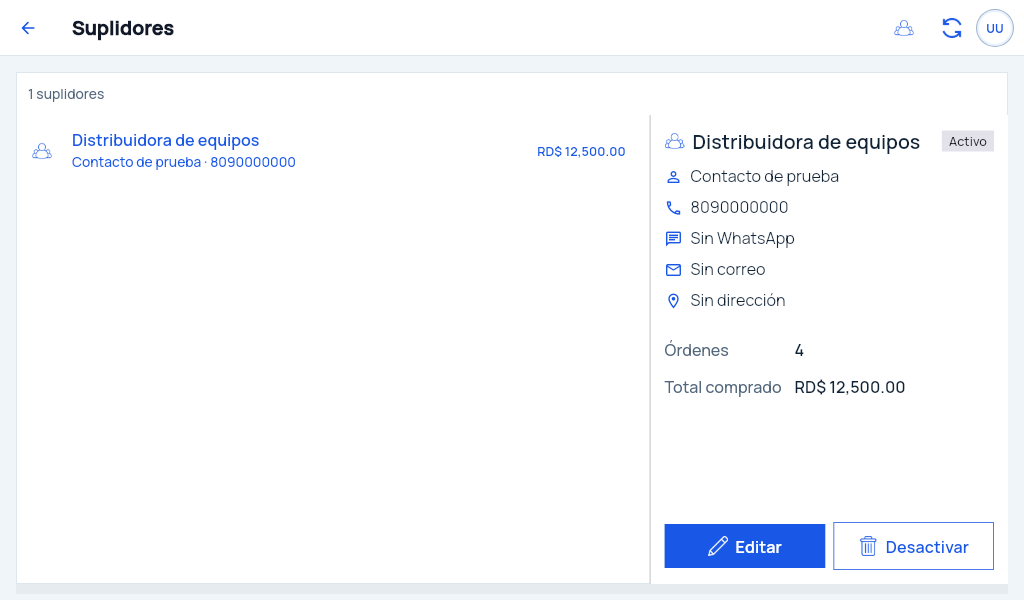 Suplidores
UU
1 suplidores
Distribuidora de equipos
Contacto de prueba · 8090000000
RD$ 12,500.00
Distribuidora de equipos
Activo
Contacto de prueba
8090000000
Sin WhatsApp
Sin correo
Sin dirección
Órdenes 4
Total comprado RD$ 12,500.00
Editar
Desactivar